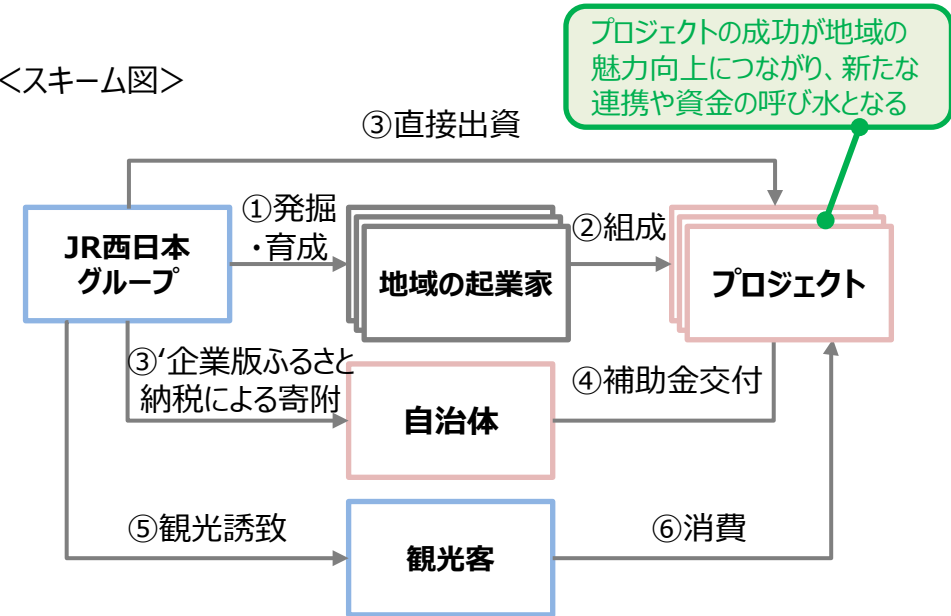 <スキーム図>
プロジェクトの成功が地域の
魅力向上につながり、新たな
連携や資金の呼び水となる
③直接出資
JR西日本
グループ
①発掘
・育成
地域の起業家
②組成
プロジェクト
③‘企業版ふるさと
納税による寄附
自治体
④補助金交付
⑤観光誘致
観光客
⑥消費